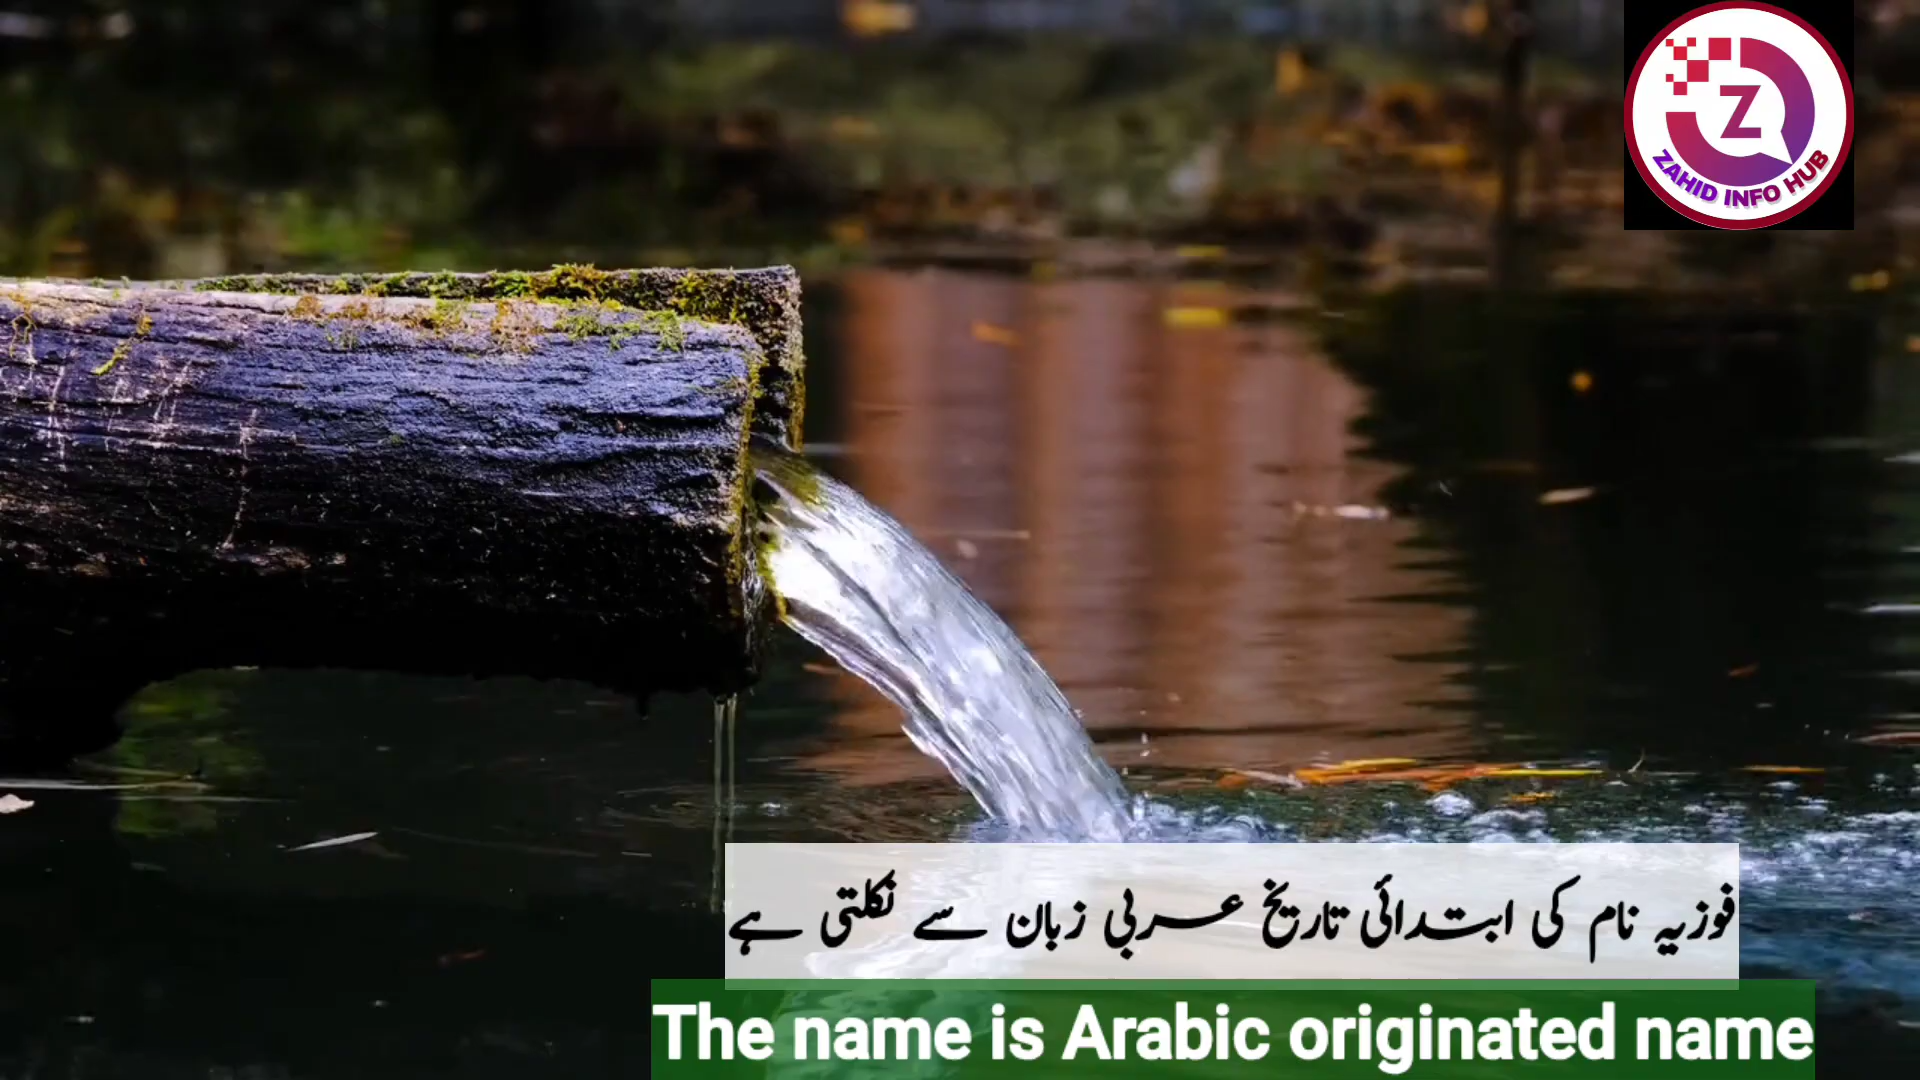 Z
ZAHID INFO HUB
فوزیہ نام کی ابتدائی تاریخ عربی زبان سے نکلتی ہے
The name is Arabic originated name